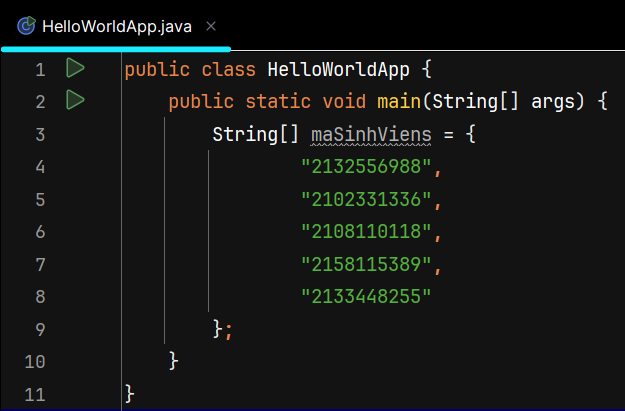 HelloWorldApp.java
1 public class HelloWorldApp {
2 public static void main(String[] args) {
3 String[] maSinhViens = {
4 "2132556988",
5 "2102331336",
6 "2108110118",
7 "2158115389",
8 "2133448255"
9 };
10 }
11 }